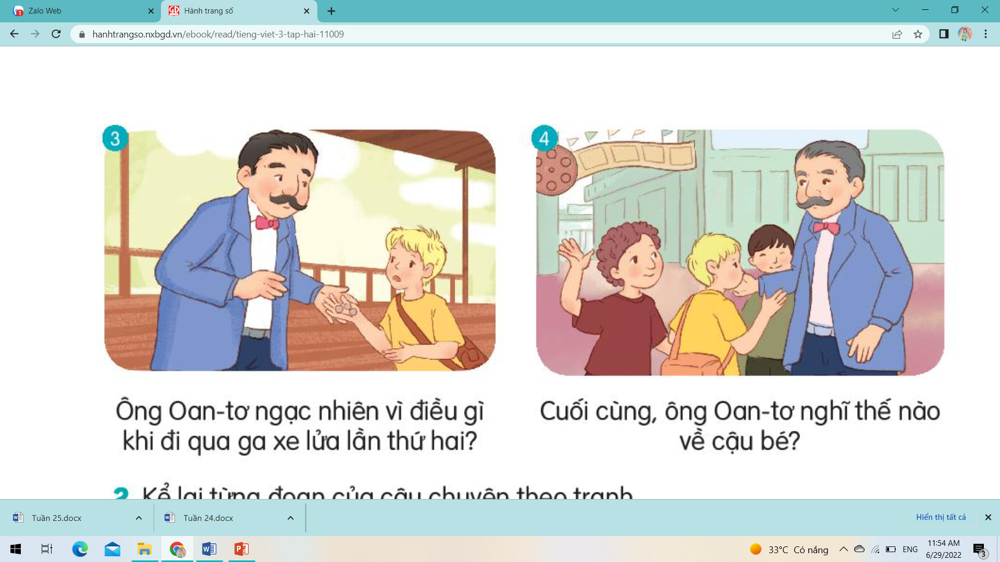 Zalo Web
Hành trang số
hanhtrangso.nxbgd.vn/ebook/read/tieng-viet-3-tap-hai-11009
3
4
Ông Oan-tơ ngạc nhiên vì điều gì
khi đi qua ga xe lửa lần thứ hai?
Cuối cùng, ông Oan-tơ nghĩ thế nào
về cậu bé?
2 Kể lại từng đoạn của câu chuyện theo tranh
Tuần 25.docx
Tuần 24.docx
Hiển thị tất cả
33°C Có nắng
ENG
11:54 AM
6/29/2022
3